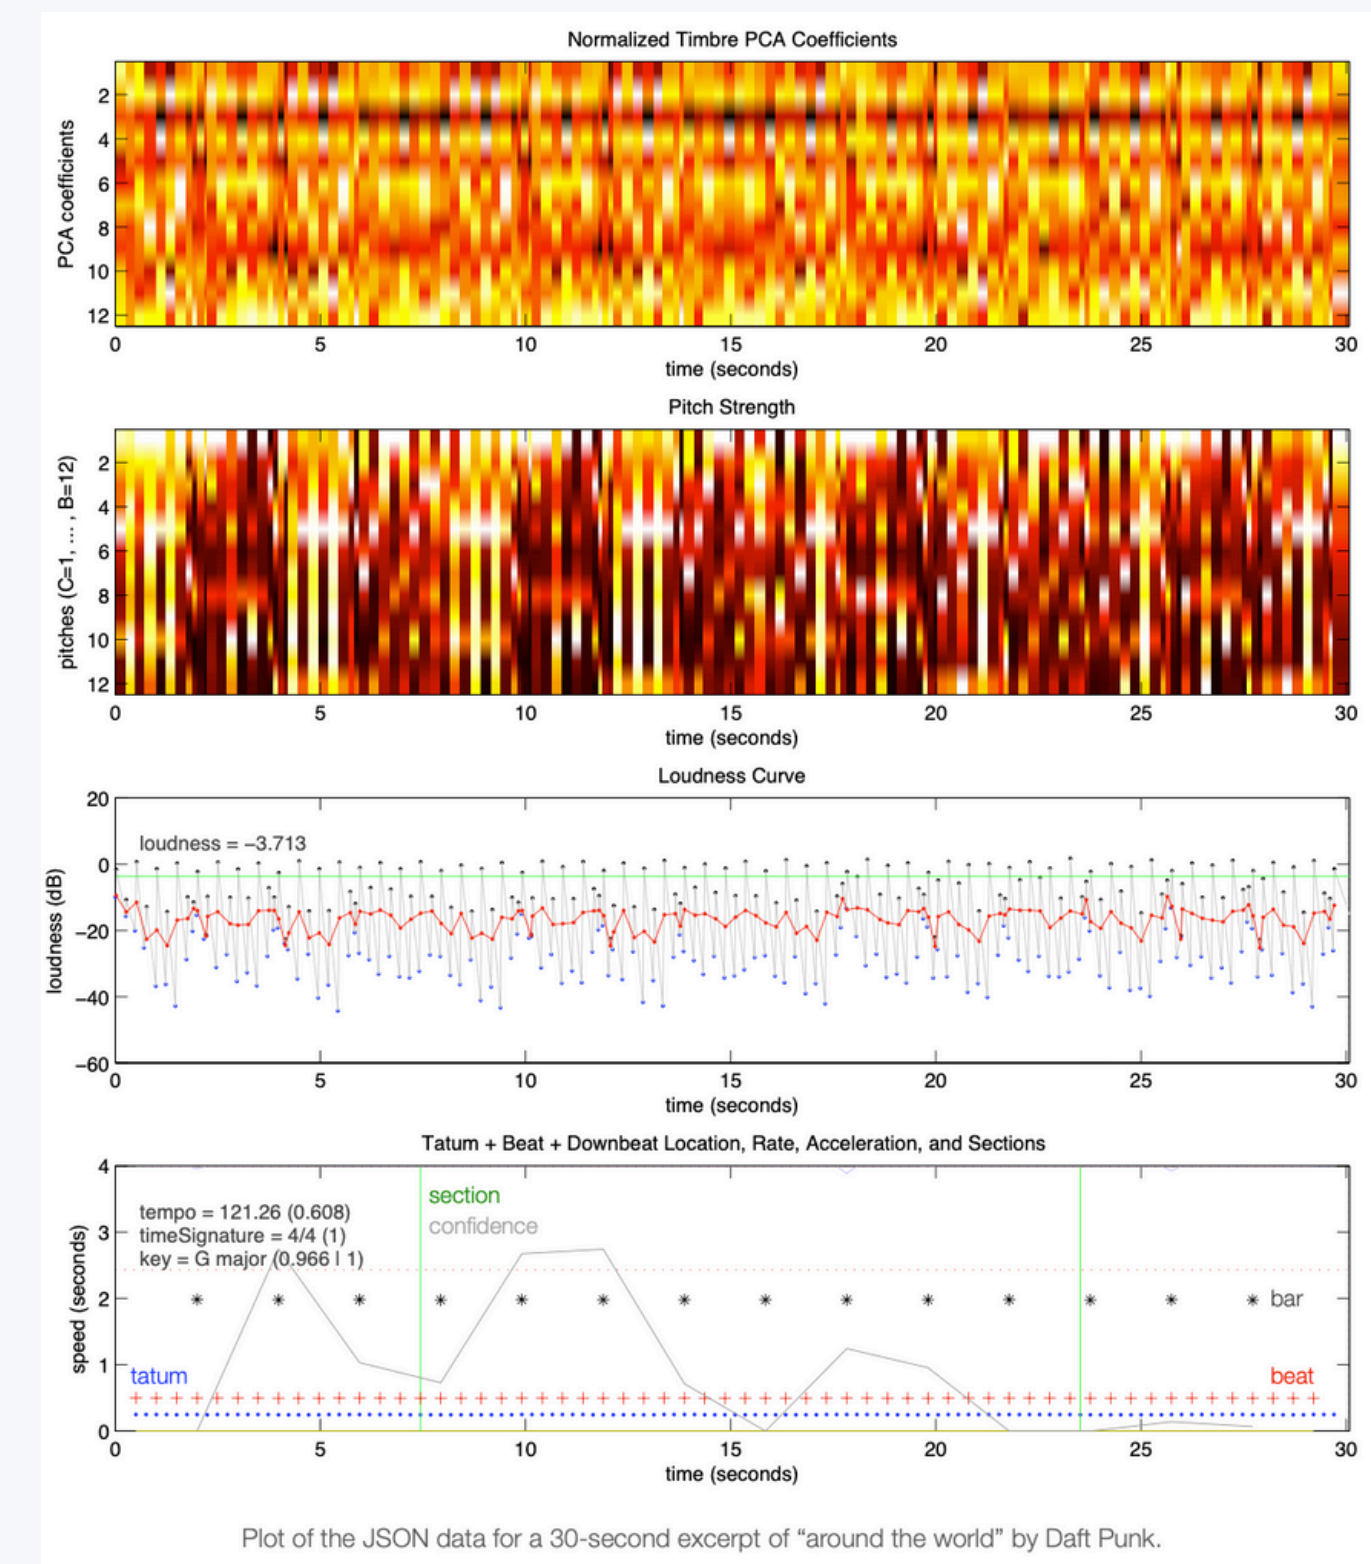 Normalized Timbre PCA Coefficients
PCA coefficients
2
4
6
8
10
12
0 5 10 15 20 25 30
time (seconds)
Pitch Strength
pitches (C=1, ... , B=12)
2
4
6
8
10
12
0 5 10 15 20 25 30
time (seconds)
Loudness Curve
loudness (dB)
20
loudness = −3.713
0
−20
−40
−60
0 5 10 15 20 25 30
time (seconds)
Tatum + Beat + Downbeat Location, Rate, Acceleration, and Sections
speed (seconds)
4
section
tempo = 121.26 (0.608)
confidence
3
timeSignature = 4/4 (1)
key = G major (0.966 | 1)
2
bar
1
tatum
beat
0
0 5 10 15 20 25 30
time (seconds)
Plot of the JSON data for a 30-second excerpt of “around the world” by Daft Punk.